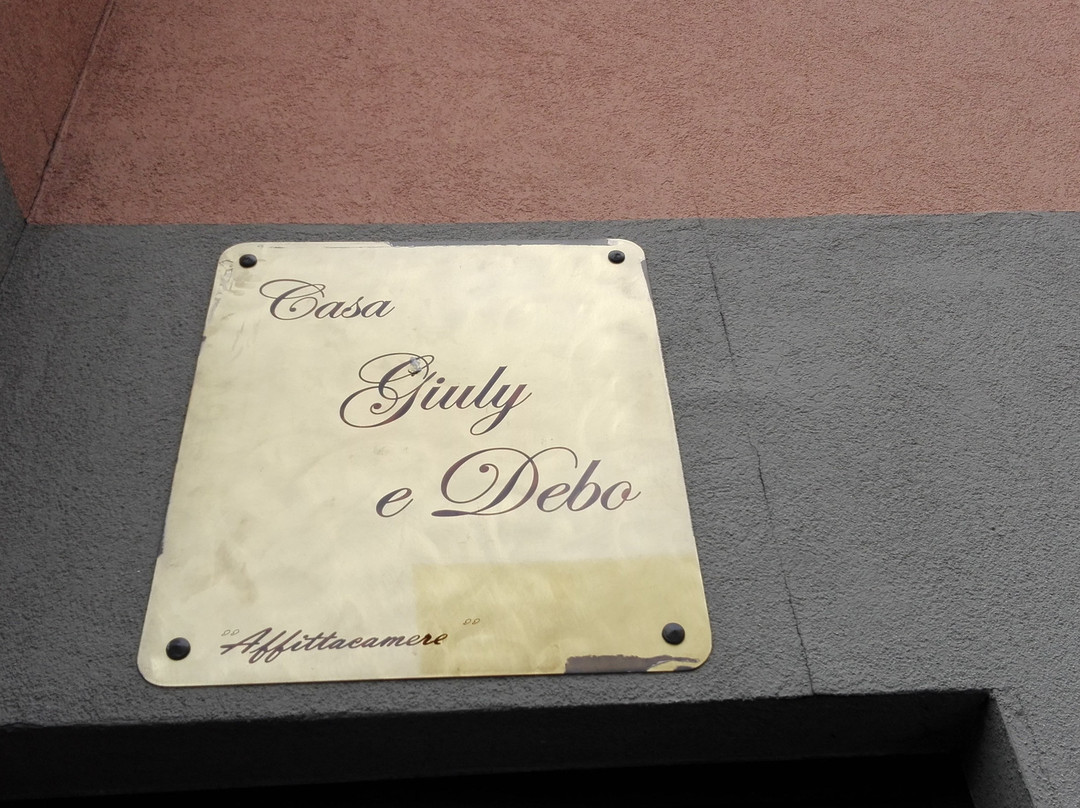 Casa
Giuly
e Debo
"Affittacamere"